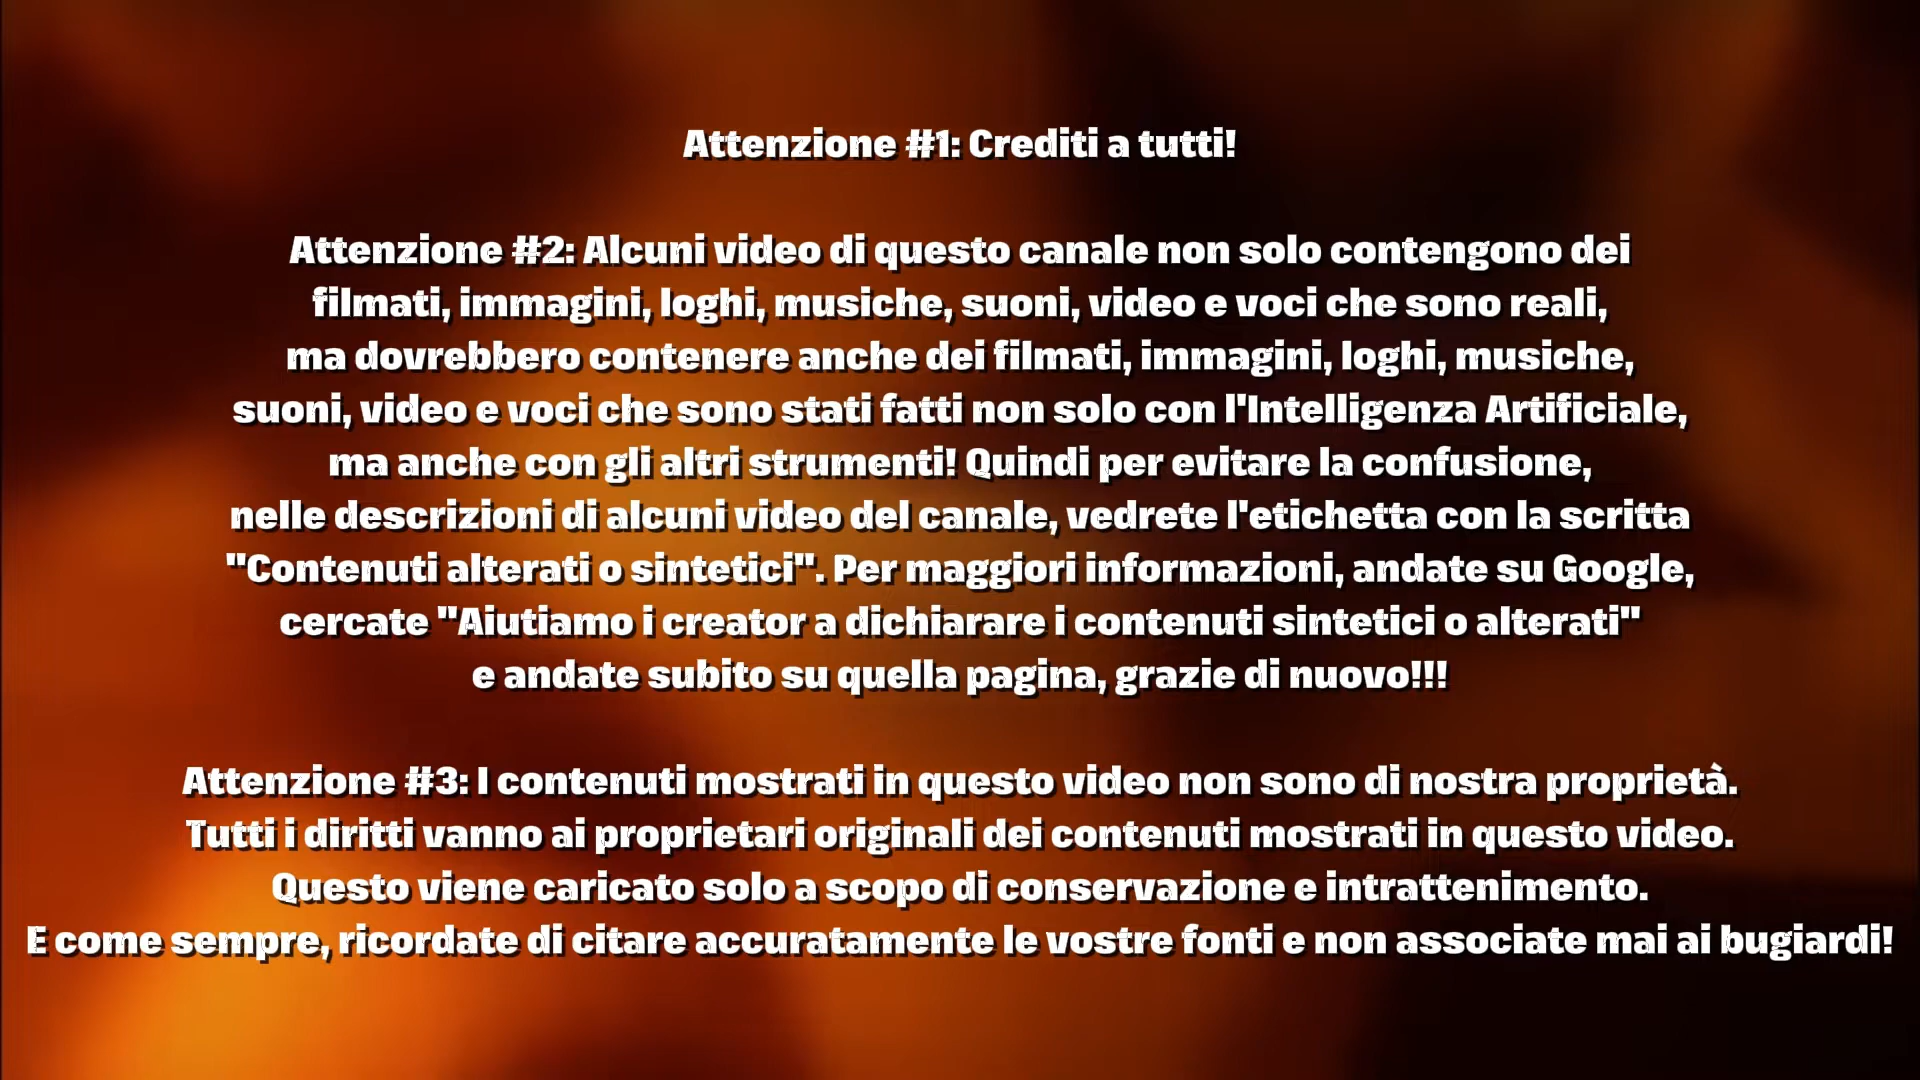 Attenzione #1: Crediti a tutti!
Attenzione #2: Alcuni video di questo canale non solo contengono dei
filmati, immagini, loghi, musiche, suoni, video e voci che sono reali,
ma dovrebbero contenere anche dei filmati, immagini, loghi, musiche,
suoni, video e voci che sono stati fatti non solo con l'Intelligenza Artificiale,
ma anche con gli altri strumenti! Quindi per evitare la confusione,
nelle descrizioni di alcuni video del canale, vedrete l'etichetta con la scritta
"Contenuti alterati o sintetici". Per maggiori informazioni, andate su Google,
cercate "Aiutiamo i creator a dichiarare i contenuti sintetici o alterati"
e andate subito su quella pagina, grazie di nuovo!!!
Attenzione #3: I contenuti mostrati in questo video non sono di nostra proprietà.
Tutti i diritti vanno ai proprietari originali dei contenuti mostrati in questo video.
Questo viene caricato solo a scopo di conservazione e intrattenimento.
E come sempre, ricordate di citare accuratamente le vostre fonti e non associate mai ai bugiardi!